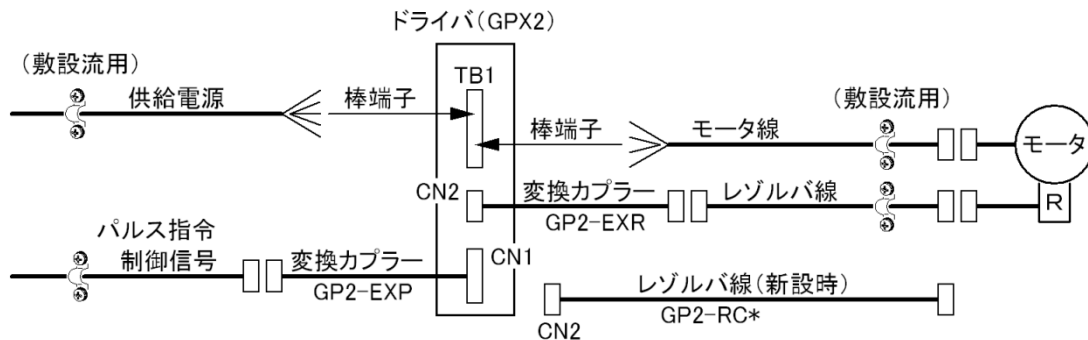 ドライバ(GPX2)
(敷設流用)
供給電源
棒端子
TB1
棒端子
モータ線
(敷設流用)
モータ
CN2
変換カプラー
GP2-EXR
レゾルバ線
R
パルス指令
制御信号
変換カプラー
GP2-EXP
CN1
レゾルバ線(新設時)
GP2-RC*
CN2